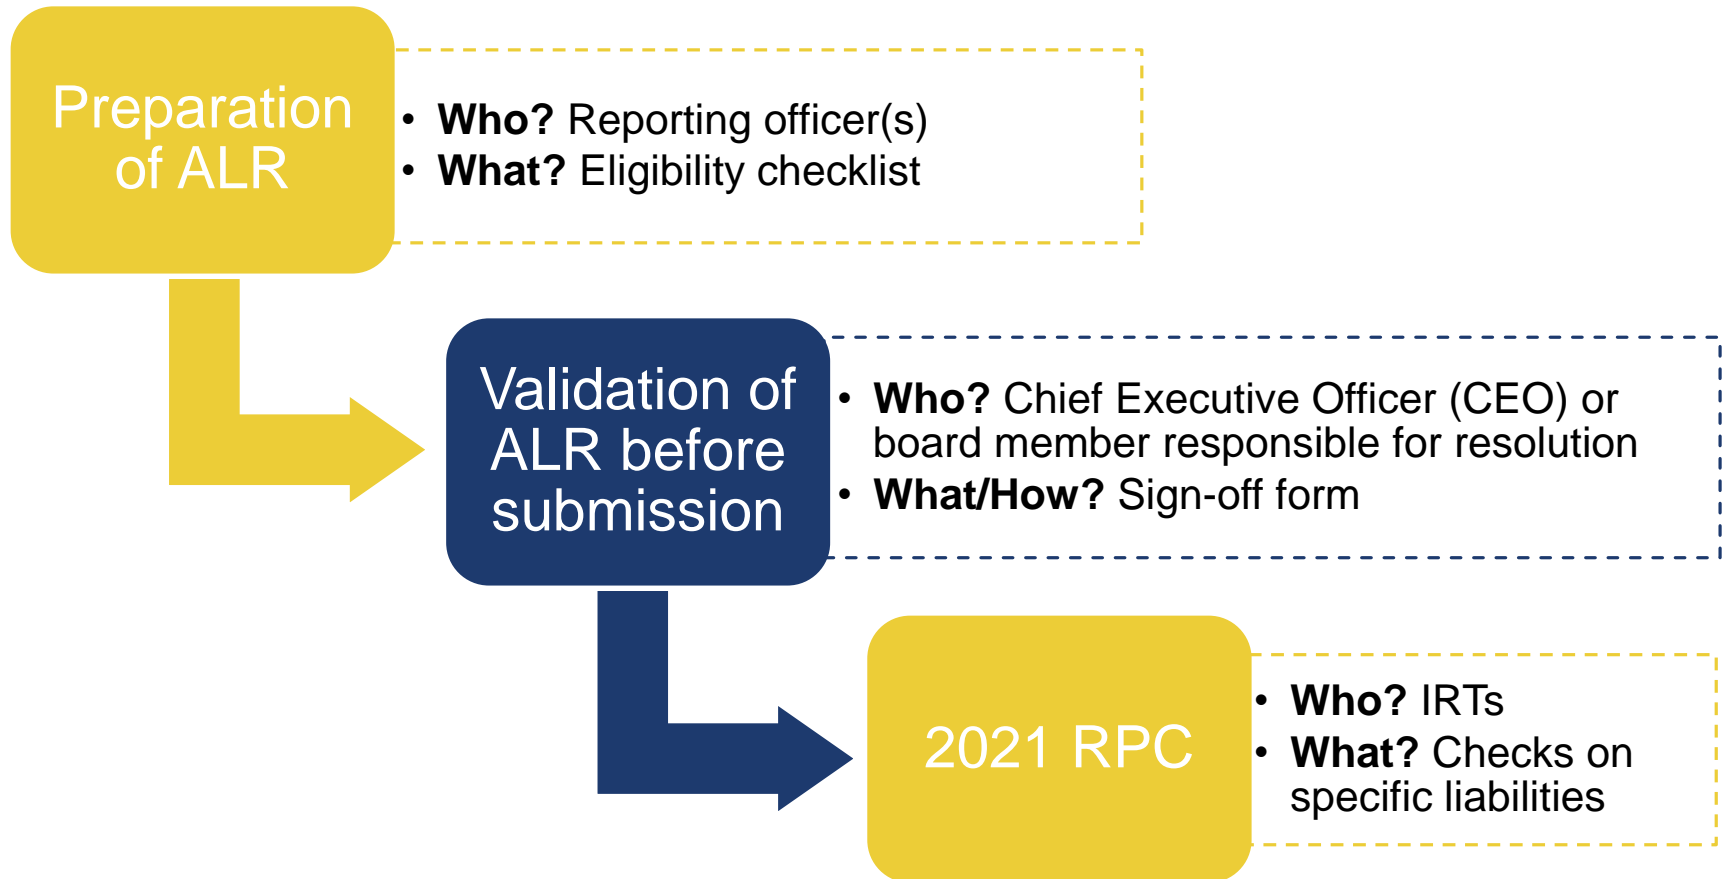 Preparation
of ALR
• Who? Reporting officer(s)
• What? Eligibility checklist
Validation of
ALR before
submission
• Who? Chief Executive Officer (CEO) or
board member responsible for resolution
• What/How? Sign-off form
2021 RPC
• Who? IRTs
• What? Checks on
specific liabilities